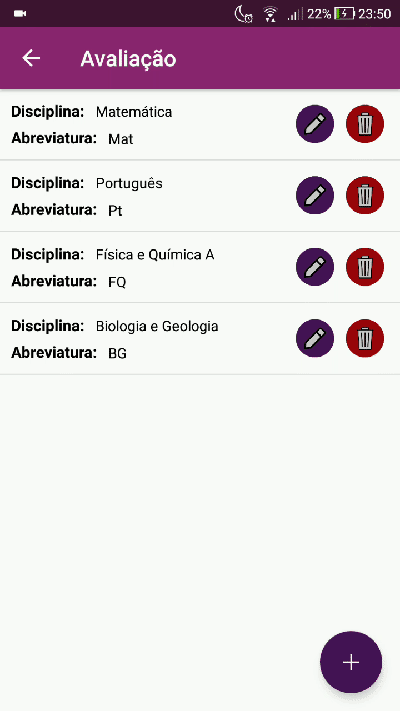 22% 23:50
Avaliação
Disciplina: Matemática
Abreviatura: Mat
Disciplina: Português
Abreviatura: Pt
Disciplina: Física e Química A
Abreviatura: FQ
Disciplina: Biologia e Geologia
Abreviatura: BG